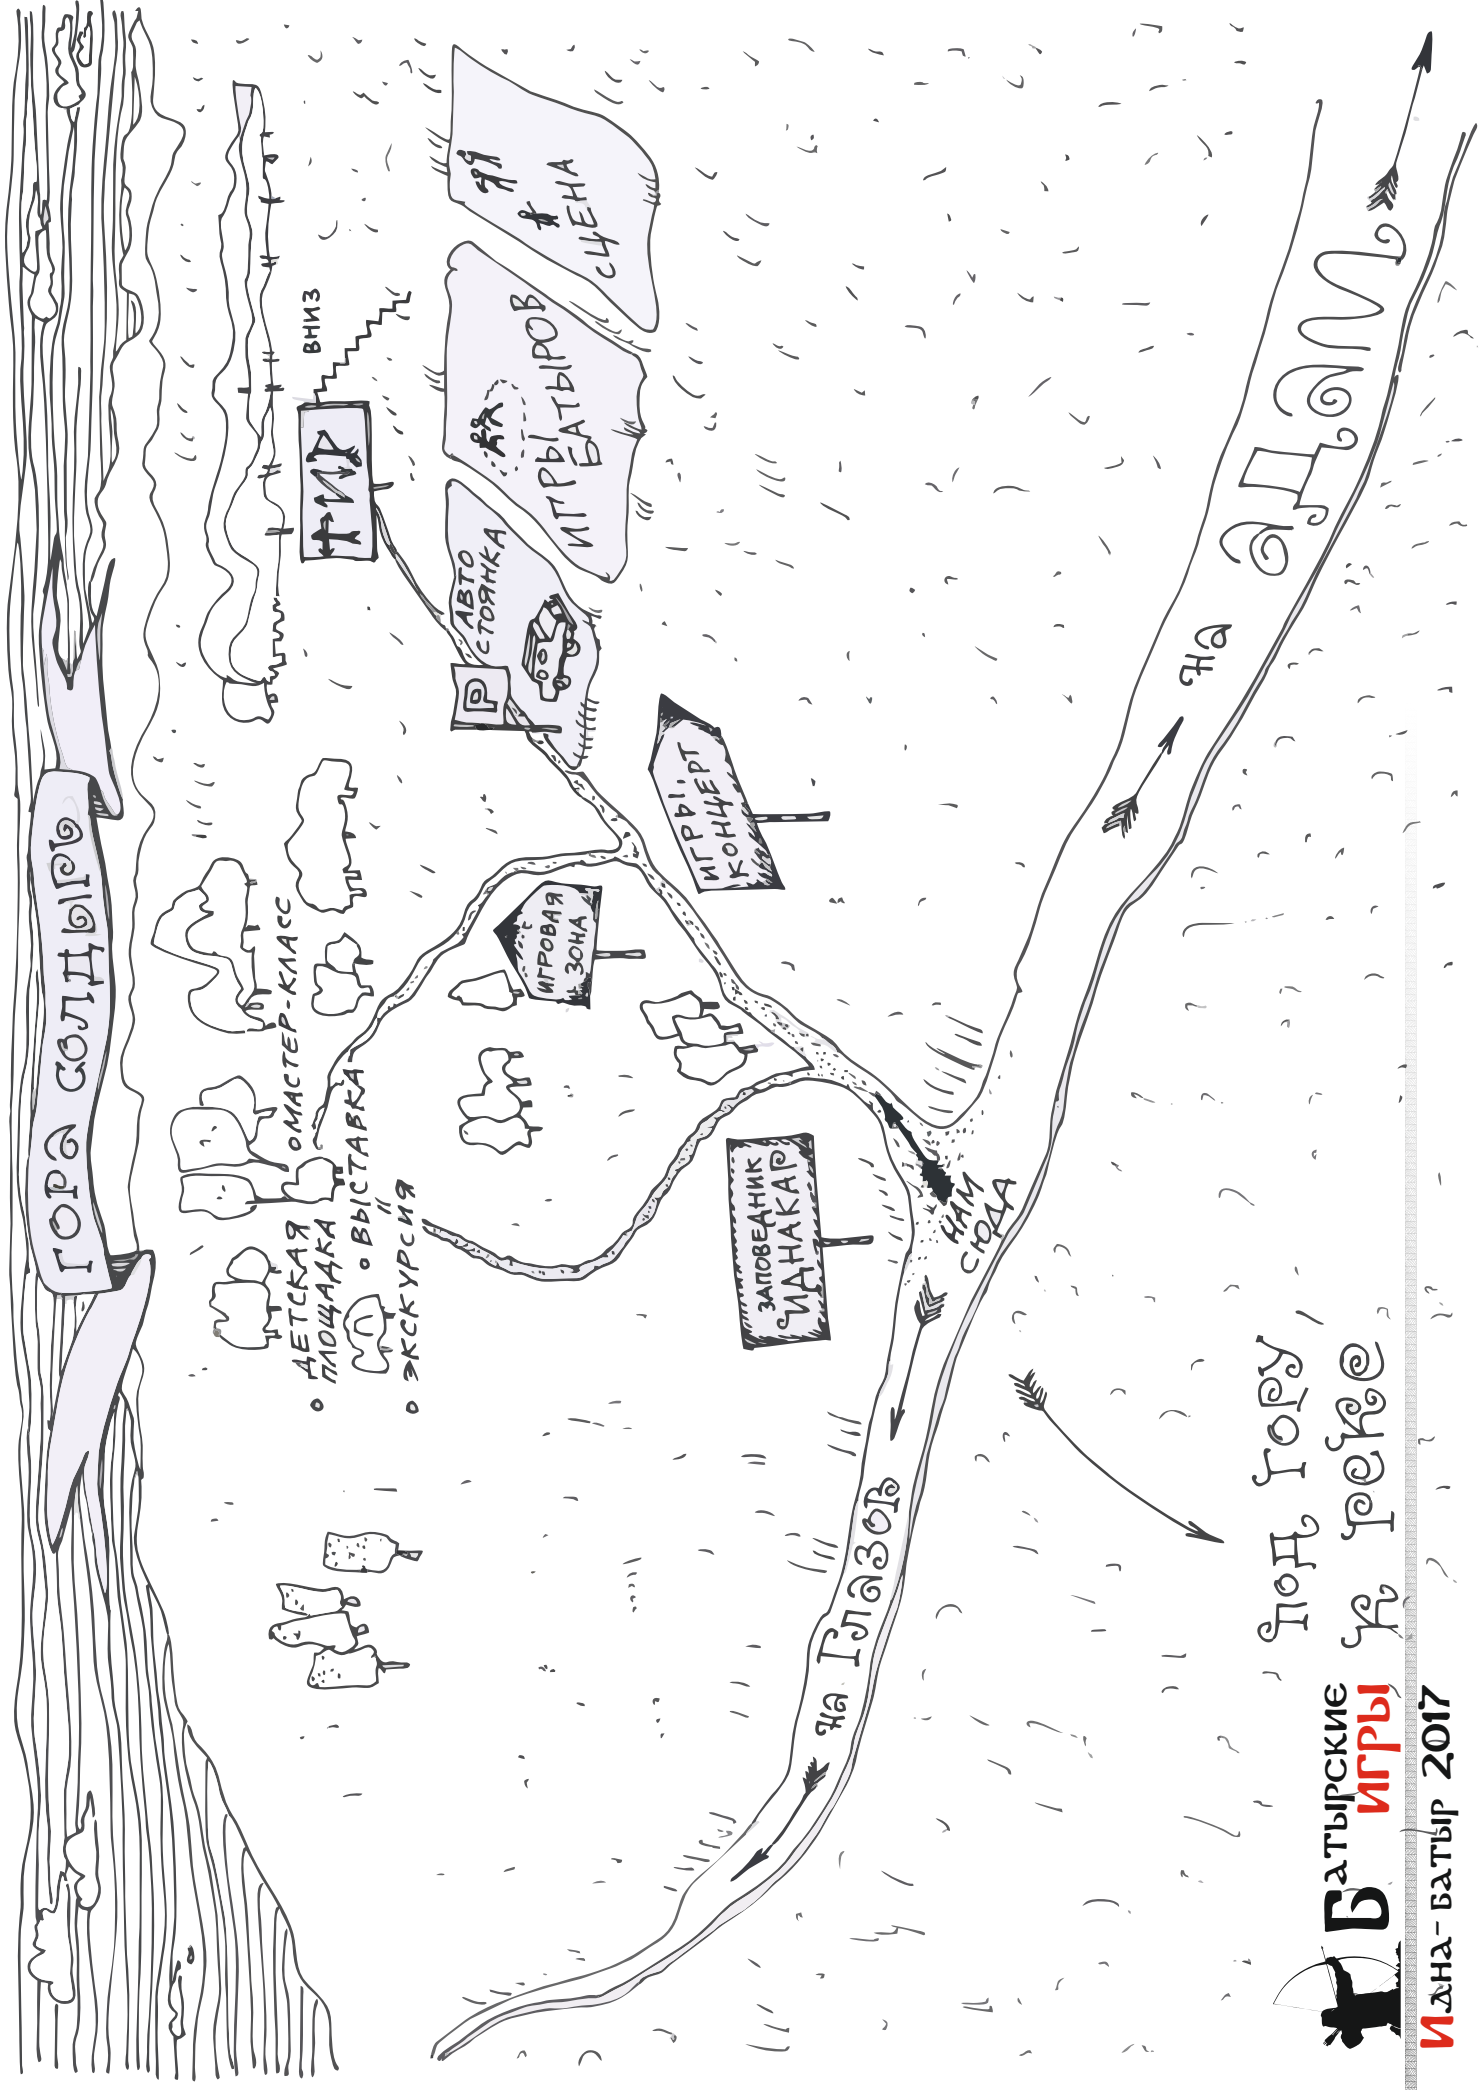 ГОРА СОЛДЫРЬ
ВНИЗ
ТИР
СЦЕНА
ИГРЫ
БАТЫРОВ
АВТО
СТОЯНКА
P
МАСТЕР-КЛАСС
ДЕТСКАЯ
ПЛОЩАДКА
ВЫСТАВКА
ЭКСКУРСИЯ
ИГРОВАЯ
ЗОНА
ИГРЫ,
КОНЦЕРТ
ЗАПОВЕДНИК
ИДНАКАР
НАМ
СЮДА
на Глазов
на Адам
под гору,
к реке
БАТЫРСКИЕ
ИГРЫ
ИДНА-БАТЫР 2017